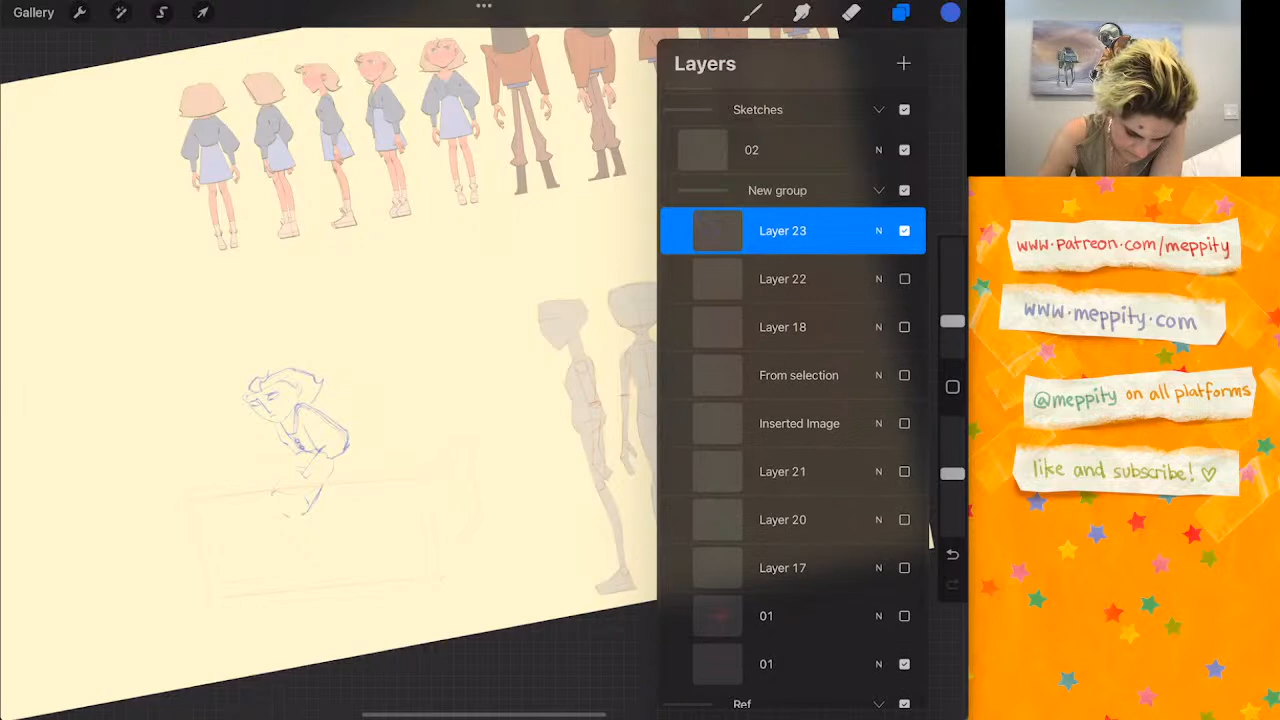 Gallery
Layers
Sketches
02 N
New group
Layer 23 N
Layer 22 N
Layer 18 N
From selection N
Inserted Image N
Layer 21 N
Layer 20 N
Layer 17 N
01 N
01 N
Ref
www.patreon.com/meppity
www.meppity.com
@meppity on all platforms
like and subscribe! ♡